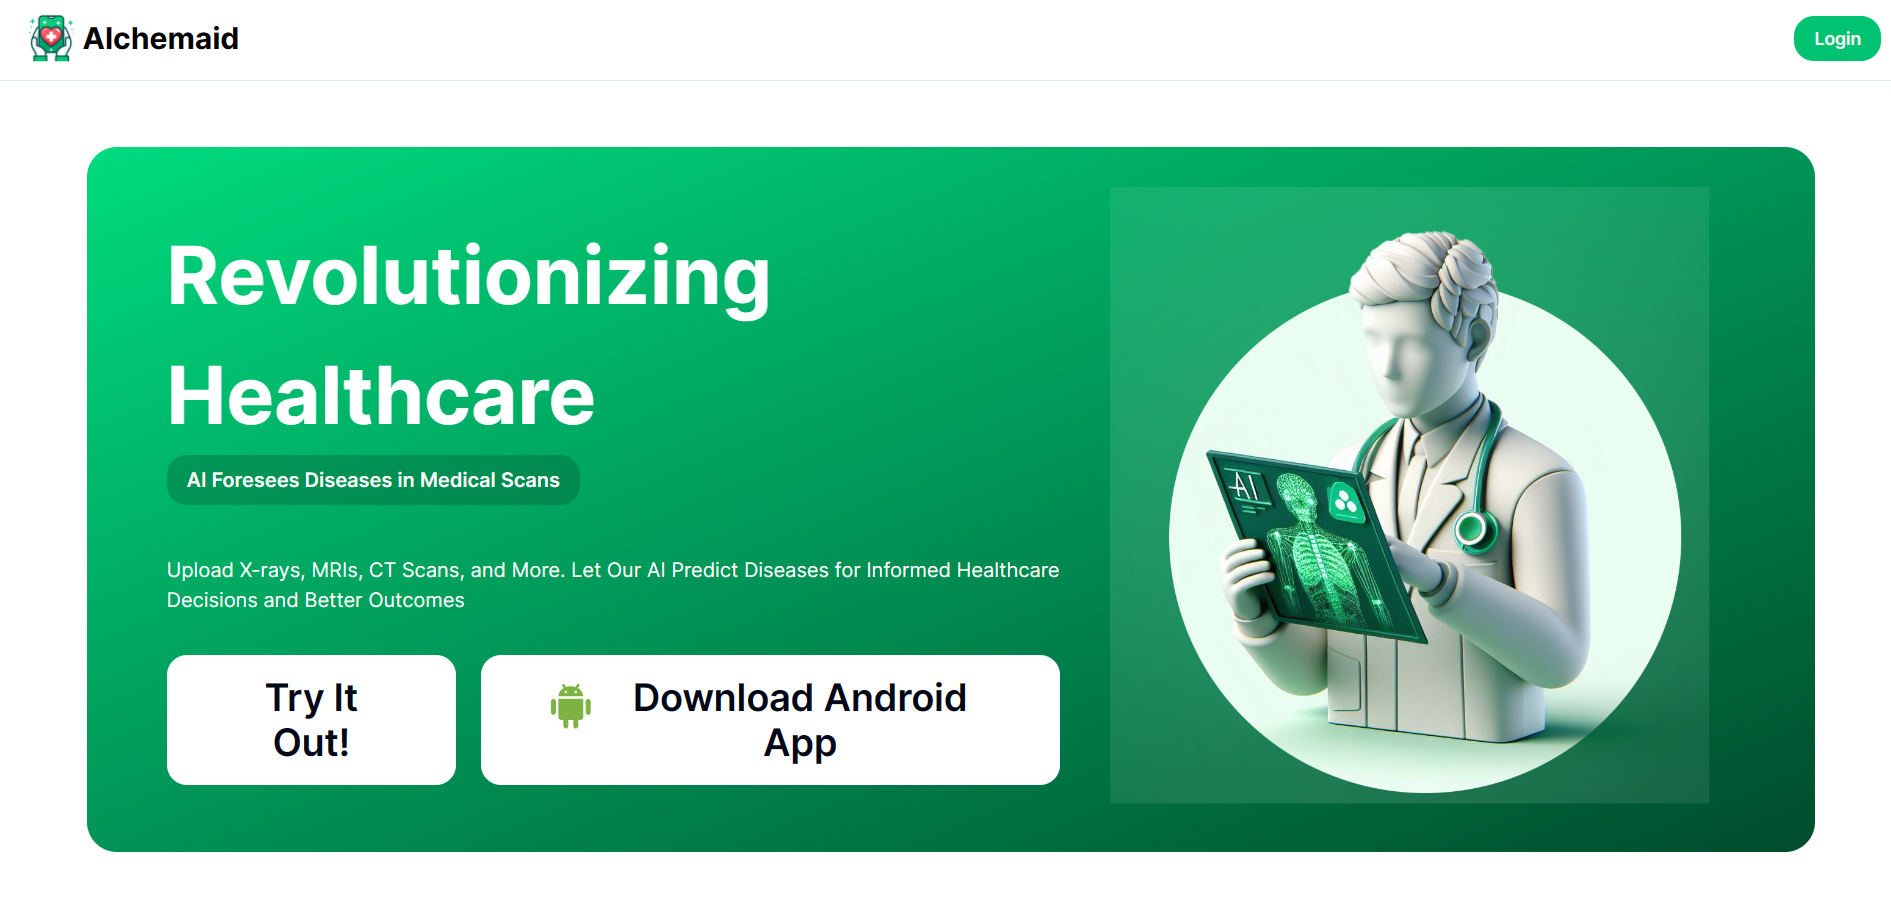 Alchemaid
Login
Revolutionizing
Healthcare
AI Foresees Diseases in Medical Scans
Upload X-rays, MRIs, CT Scans, and More. Let Our AI Predict Diseases for Informed Healthcare
Decisions and Better Outcomes
Try It
Out!
Download Android
App
AI